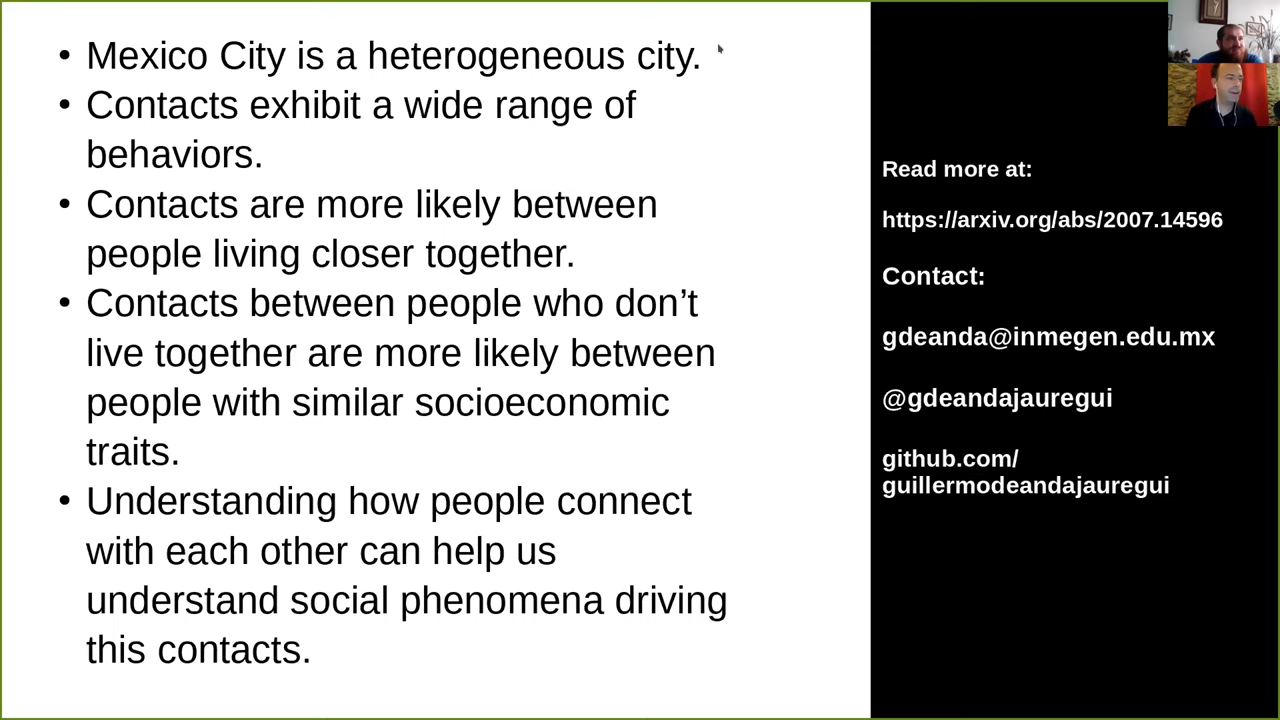 • Mexico City is a heterogeneous city.
• Contacts exhibit a wide range of
behaviors.
• Contacts are more likely between
people living closer together.
• Contacts between people who don’t
live together are more likely between
people with similar socioeconomic
traits.
• Understanding how people connect
with each other can help us
understand social phenomena driving
this contacts.
Read more at:
https://arxiv.org/abs/2007.14596
Contact:
gdeanda@inmegen.edu.mx
@gdeandajauregui
github.com/
guillermodeandajauregui